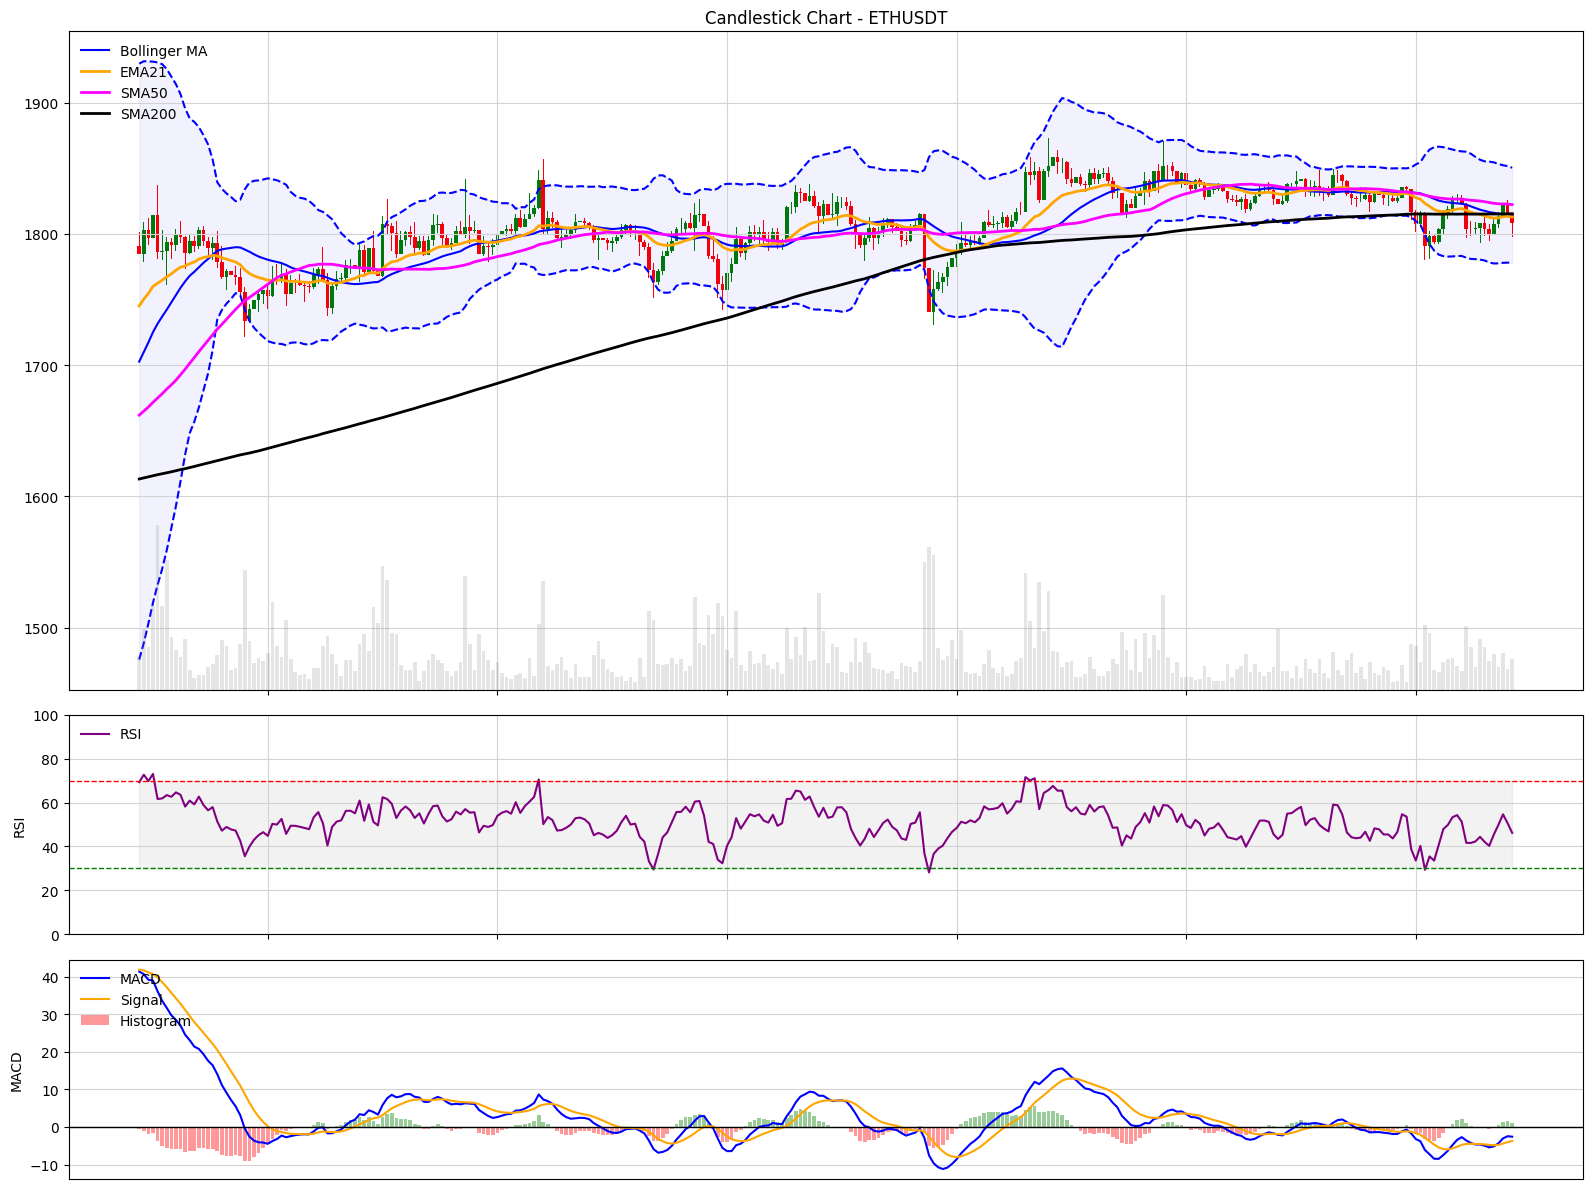 Candlestick Chart - ETHUSDT
Bollinger MA
EMA21
SMA50
SMA200
1900
1800
1700
1600
1500
100
RSI
80
60
40
20
0
RSI
MACD
Signal
Histogram
40
30
20
10
0
−10
MACD